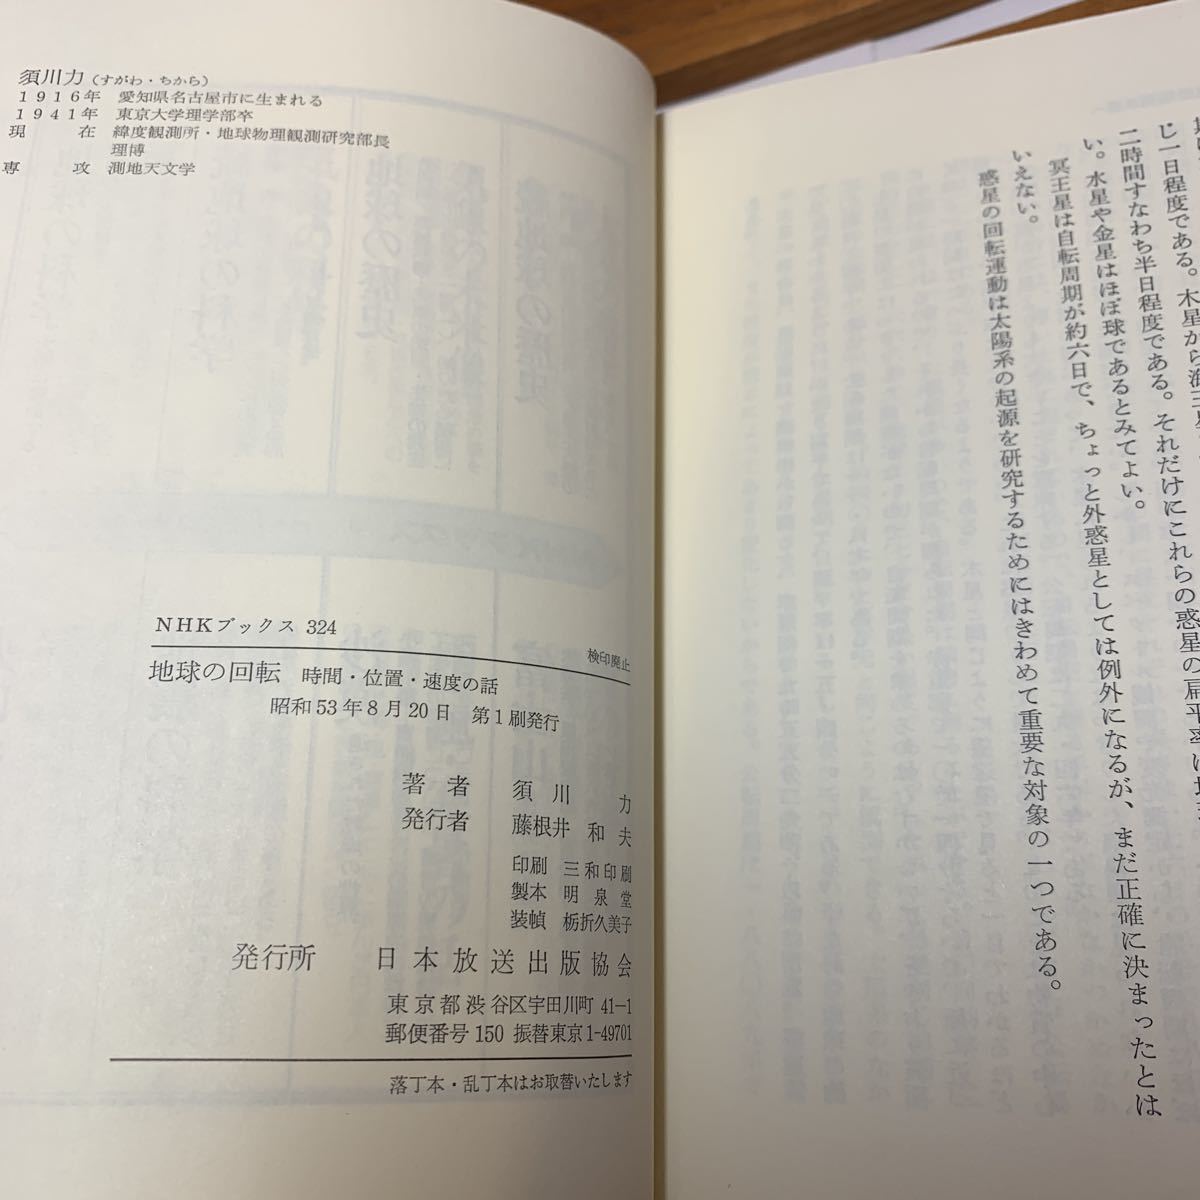 じ一日程度である。木星から海王星
二時間すなわち半日程度である。それだけにこれらの惑星の扁平率は地
い。水星や金星はほぼ球であるとみてよい。
冥王星は自転周期が約六日で、ちょっと外惑星としては例外になるが、まだ正確に決まったとは
いえない。
惑星の回転運動は太陽系の起源を研究するためにはきわめて重要な対象の一つである。
須川力(すがわ・ちから)
1916年 愛知県名古屋市に生まれる
1941年 東京大学理学部卒
現 在 緯度観測所・地球物理観測研究部長
理博
専 攻 測地天文学
NHKブックス 324
検印廃止
地球の回転 時間・位置・速度の話
昭和53年8月20日 第1刷発行
著 者 須 川 力
発行者 藤根井 和 夫
印刷 三和印刷
製本 明 泉 堂
装幀 栃折久美子
発行所 日本放送出版協会
東京都渋谷区宇田川町 41-1
郵便番号 150 振替東京 1-49701
落丁本・乱丁本はお取替いたします